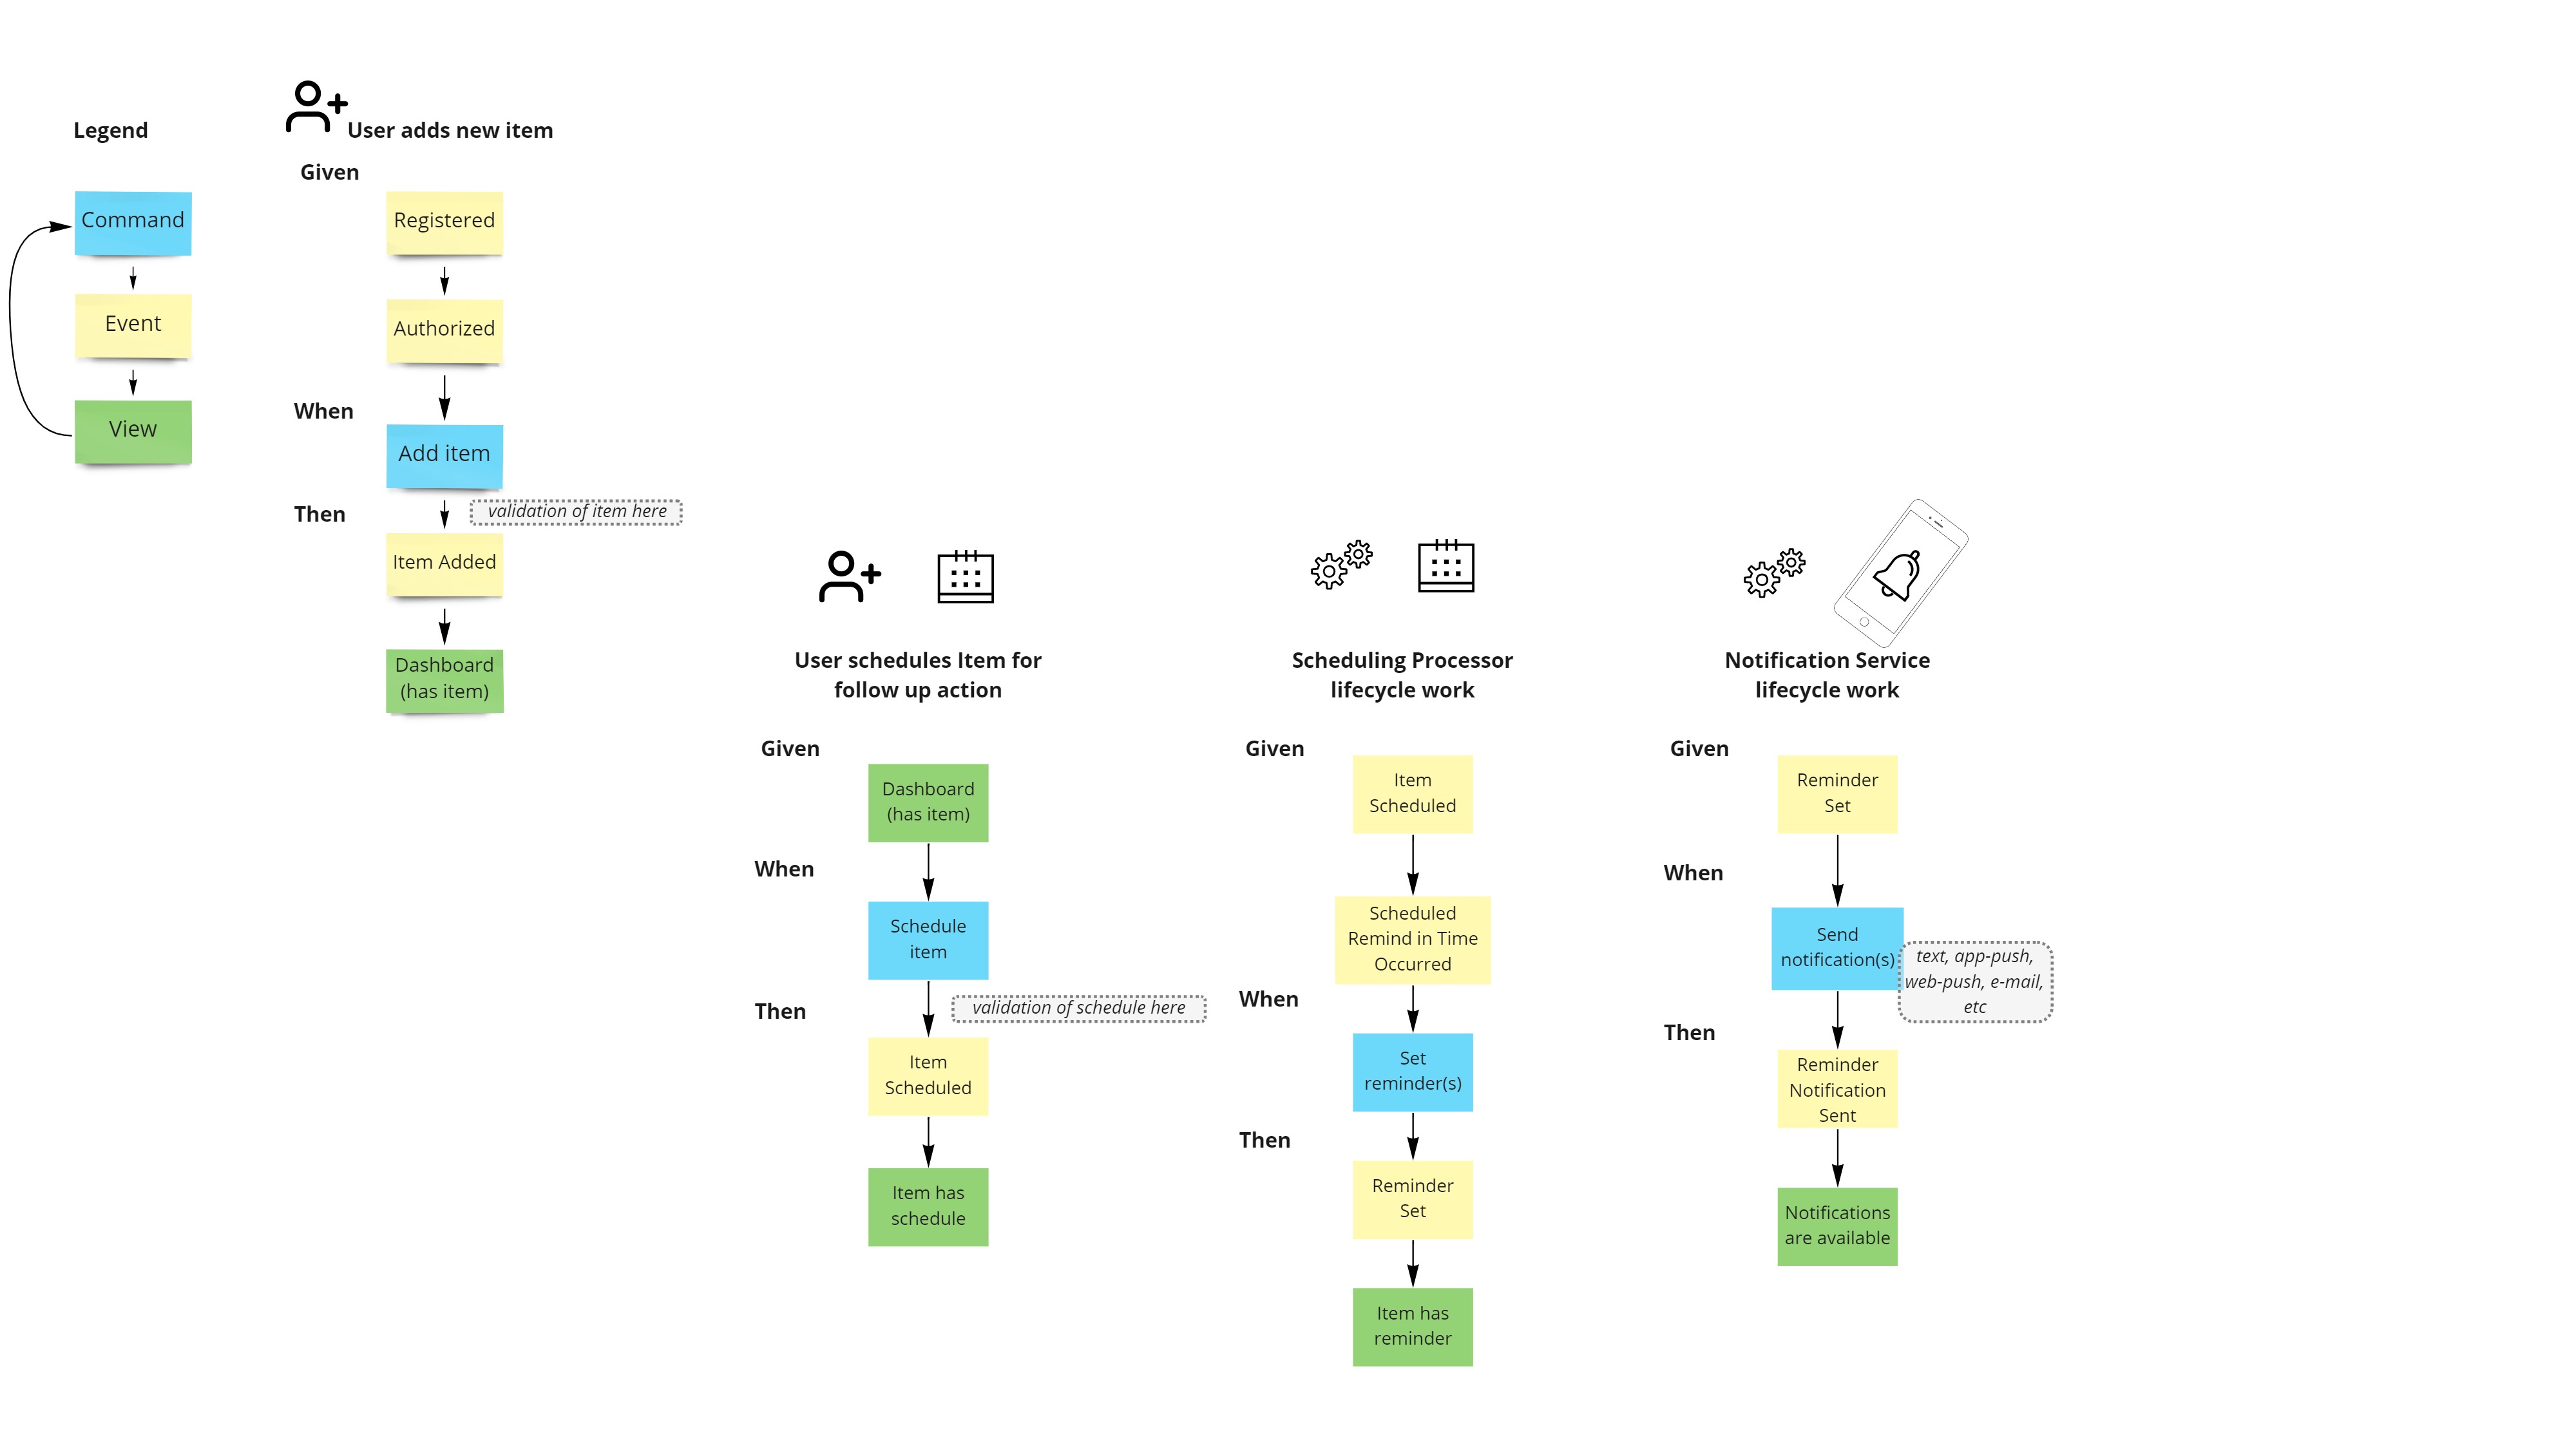 Legend
Command
Event
View
User adds new item
Given
Registered
Authorized
When
Add item
Then
validation of item here
Item Added
Dashboard
(has item)
User schedules Item for
follow up action
Given
Dashboard
(has item)
When
Schedule
item
Then
validation of schedule here
Item
Scheduled
Item has
schedule
Scheduling Processor
lifecycle work
Given
Item
Scheduled
Scheduled
Remind in Time
Occurred
When
Set
reminder(s)
Then
Reminder
Set
Item has
reminder
Notification Service
lifecycle work
Given
Reminder
Set
When
Send
notification(s)
text, app-push,
web-push, e-mail,
etc
Then
Reminder
Notification
Sent
Notifications
are available